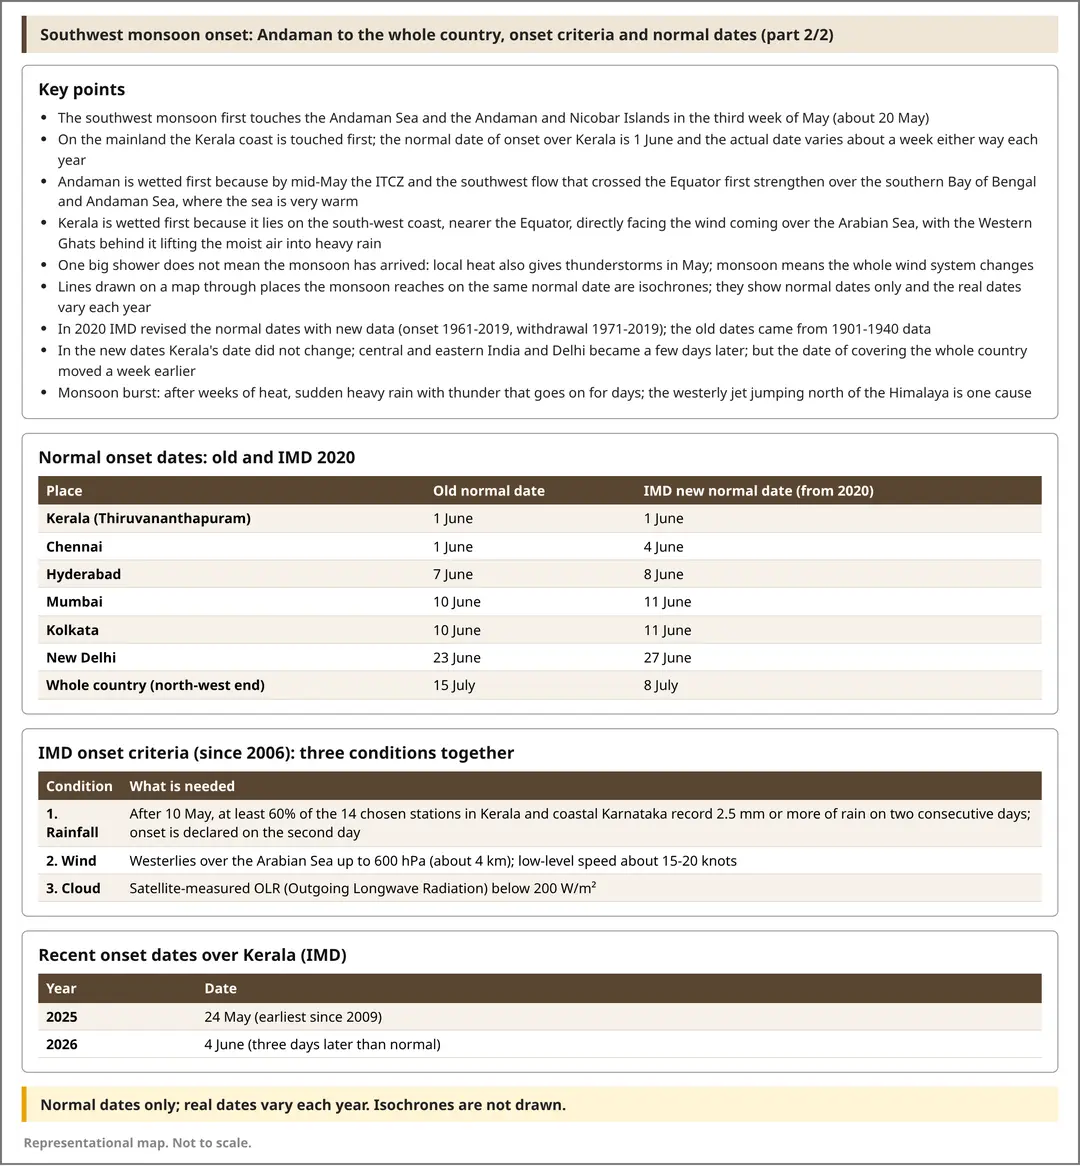 Southwest monsoon onset: Andaman to the whole country, onset criteria and normal dates (part 2/2)
Key points
• The southwest monsoon first touches the Andaman Sea and the Andaman and Nicobar Islands in the third week of May (about 20 May)
• On the mainland the Kerala coast is touched first; the normal date of onset over Kerala is 1 June and the actual date varies about a week either way each
year
• Andaman is wetted first because by mid-May the ITCZ and the southwest flow that crossed the Equator first strengthen over the southern Bay of Bengal
and Andaman Sea, where the sea is very warm
• Kerala is wetted first because it lies on the south-west coast, nearer the Equator, directly facing the wind coming over the Arabian Sea, with the Western
Ghats behind it lifting the moist air into heavy rain
• One big shower does not mean the monsoon has arrived: local heat also gives thunderstorms in May; monsoon means the whole wind system changes
• Lines drawn on a map through places the monsoon reaches on the same normal date are isochrones; they show normal dates only and the real dates
vary each year
• In 2020 IMD revised the normal dates with new data (onset 1961-2019, withdrawal 1971-2019); the old dates came from 1901-1940 data
• In the new dates Kerala's date did not change; central and eastern India and Delhi became a few days later; but the date of covering the whole country
moved a week earlier
• Monsoon burst: after weeks of heat, sudden heavy rain with thunder that goes on for days; the westerly jet jumping north of the Himalaya is one cause
Normal onset dates: old and IMD 2020
Place Old normal date IMD new normal date (from 2020)
Kerala (Thiruvananthapuram) 1 June 1 June
Chennai 1 June 4 June
Hyderabad 7 June 8 June
Mumbai 10 June 11 June
Kolkata 10 June 11 June
New Delhi 23 June 27 June
Whole country (north-west end) 15 July 8 July
IMD onset criteria (since 2006): three conditions together
Condition What is needed
1. Rainfall After 10 May, at least 60% of the 14 chosen stations in Kerala and coastal Karnataka record 2.5 mm or more of rain on two consecutive days;
onset is declared on the second day
2. Wind Westerlies over the Arabian Sea up to 600 hPa (about 4 km); low-level speed about 15-20 knots
3. Cloud Satellite-measured OLR (Outgoing Longwave Radiation) below 200 W/m²
Recent onset dates over Kerala (IMD)
Year Date
2025 24 May (earliest since 2009)
2026 4 June (three days later than normal)
Normal dates only; real dates vary each year. Isochrones are not drawn.
Representational map. Not to scale.